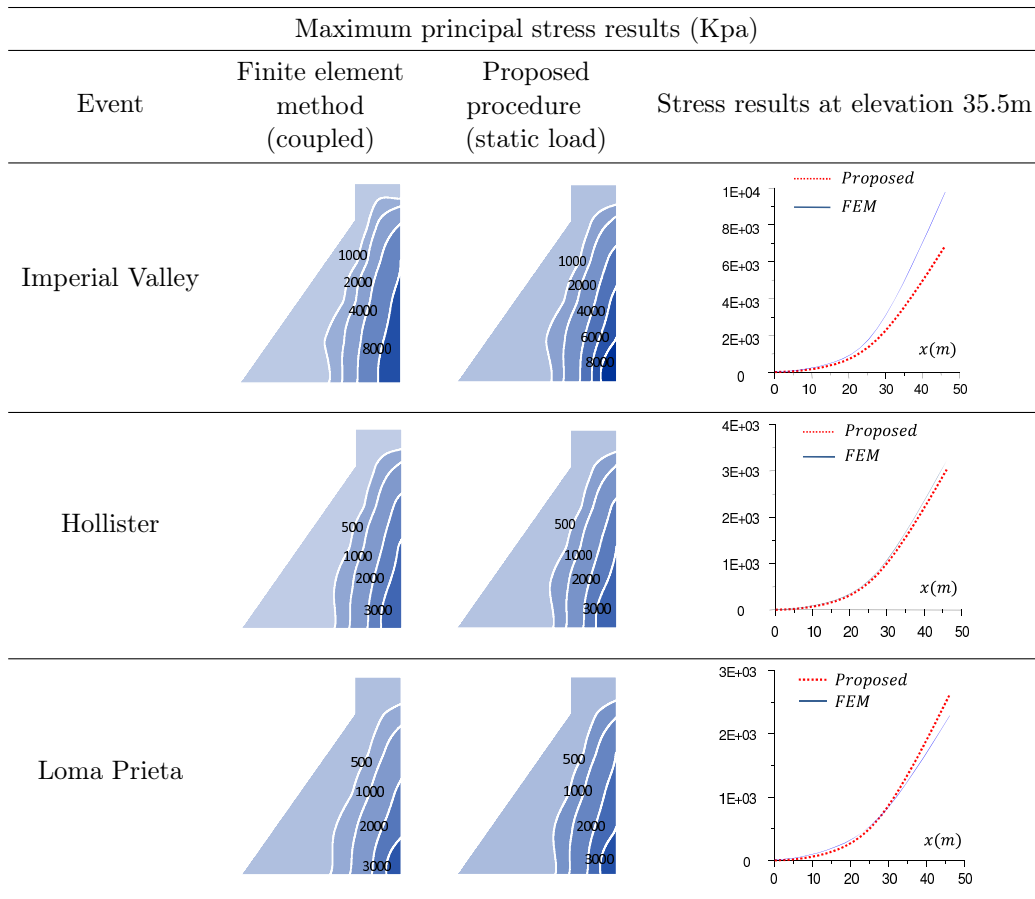 Maximum principal stress results (Kpa)
Event
Finite element
method
(coupled)
Proposed
procedure
(static load)
Stress results at elevation 35.5m
Imperial Valley
1000
2000
4000
8000
1000
2000
4000
6000
8000
Proposed
FEM
1E+04
8E+03
6E+03
4E+03
2E+03
0
x(m)
0 10 20 30 40 50
Hollister
500
1000
2000
3000
500
1000
2000
3000
Proposed
FEM
4E+03
3E+03
2E+03
1E+03
0
x(m)
0 10 20 30 40 50
Loma Prieta
500
1000
2000
3000
500
1000
2000
3000
Proposed
FEM
3E+03
2E+03
1E+03
0
x(m)
0 10 20 30 40 50